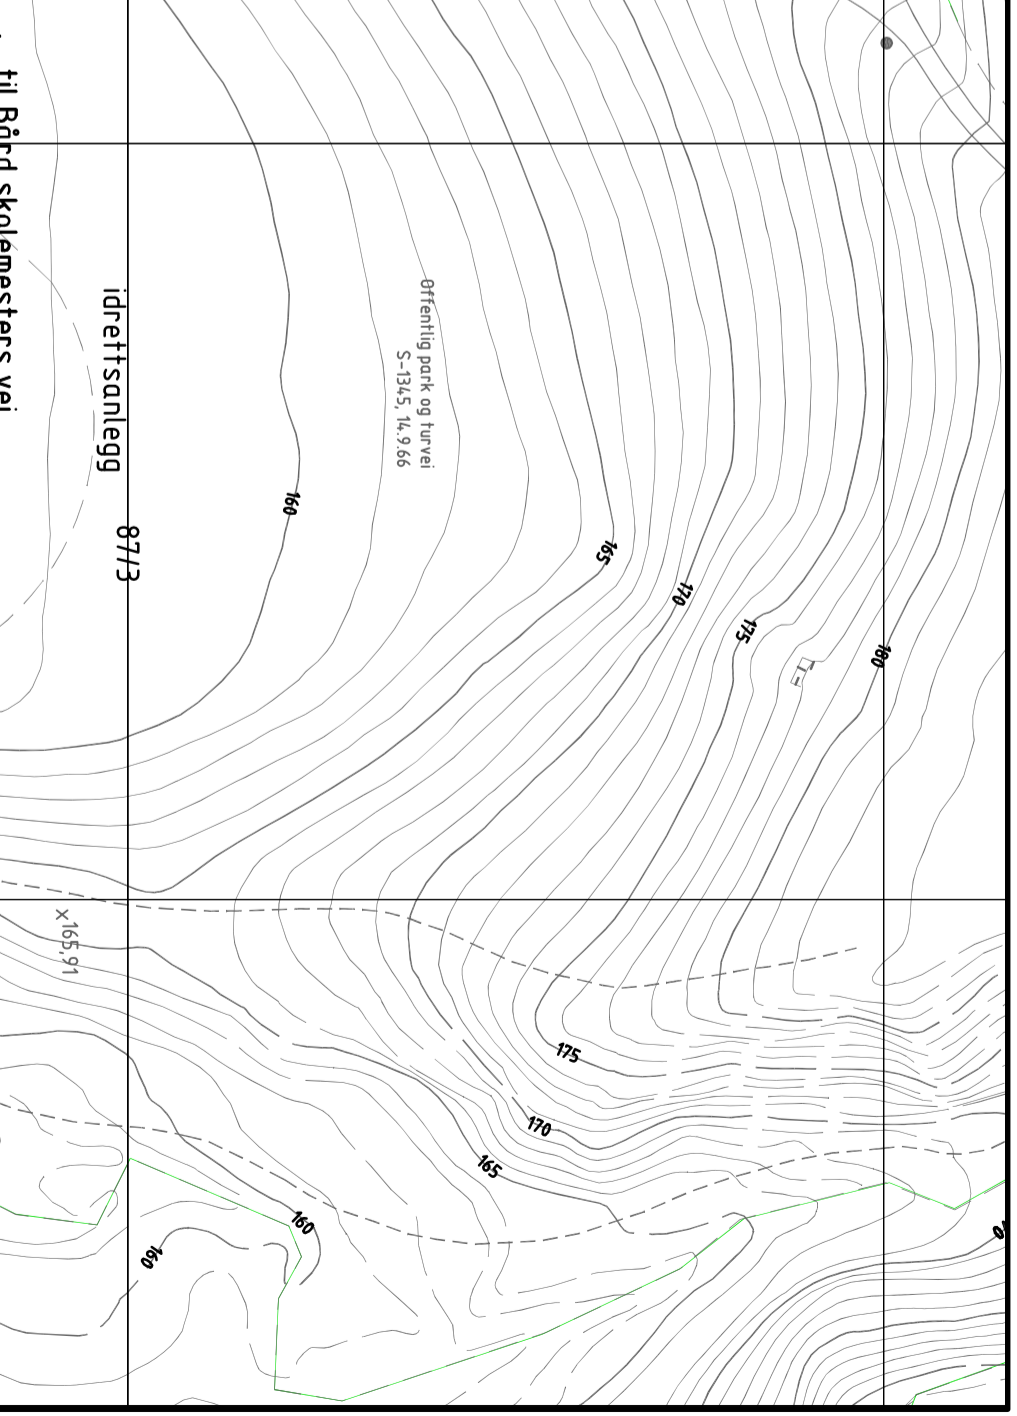 til Bård skolemesters vei
idrettsanlegg
87/3
Offentlig park og turvei
S-1345, 14.9.66
160
165
170
175
180
x165,91
175
170
165
160
160